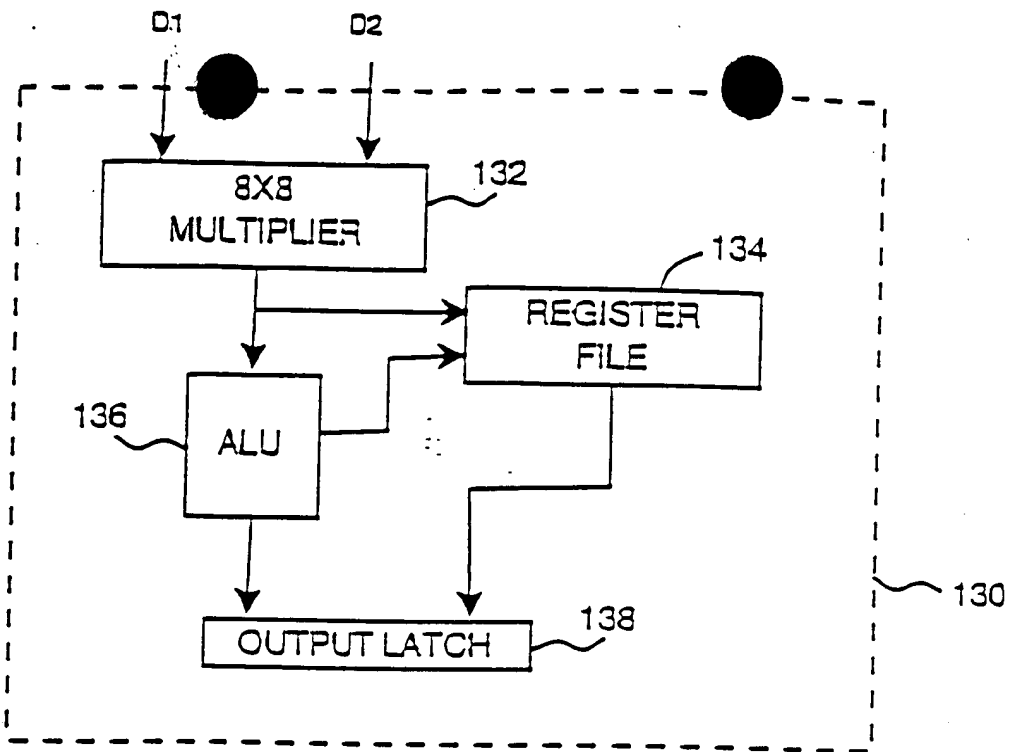 D1 D2
8X8
MULTIPLIER
132
134
REGISTER
FILE
136
ALU
130
138
OUTPUT LATCH